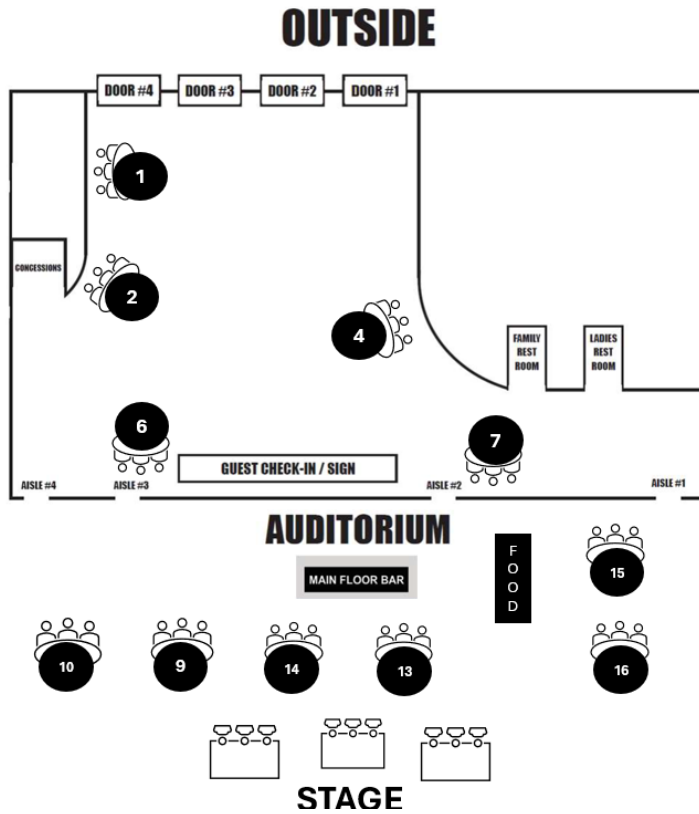 OUTSIDE
DOOR #4
DOOR #3
DOOR #2
DOOR #1
1
CONCESSIONS
2
4
FAMILY
REST
ROOM
LADIES
REST
ROOM
6
7
GUEST CHECK-IN / SIGN
AISLE #4
AISLE #3
AISLE #2
AISLE #1
AUDITORIUM
F
O
O
D
15
MAIN FLOOR BAR
10
9
14
13
16
STAGE